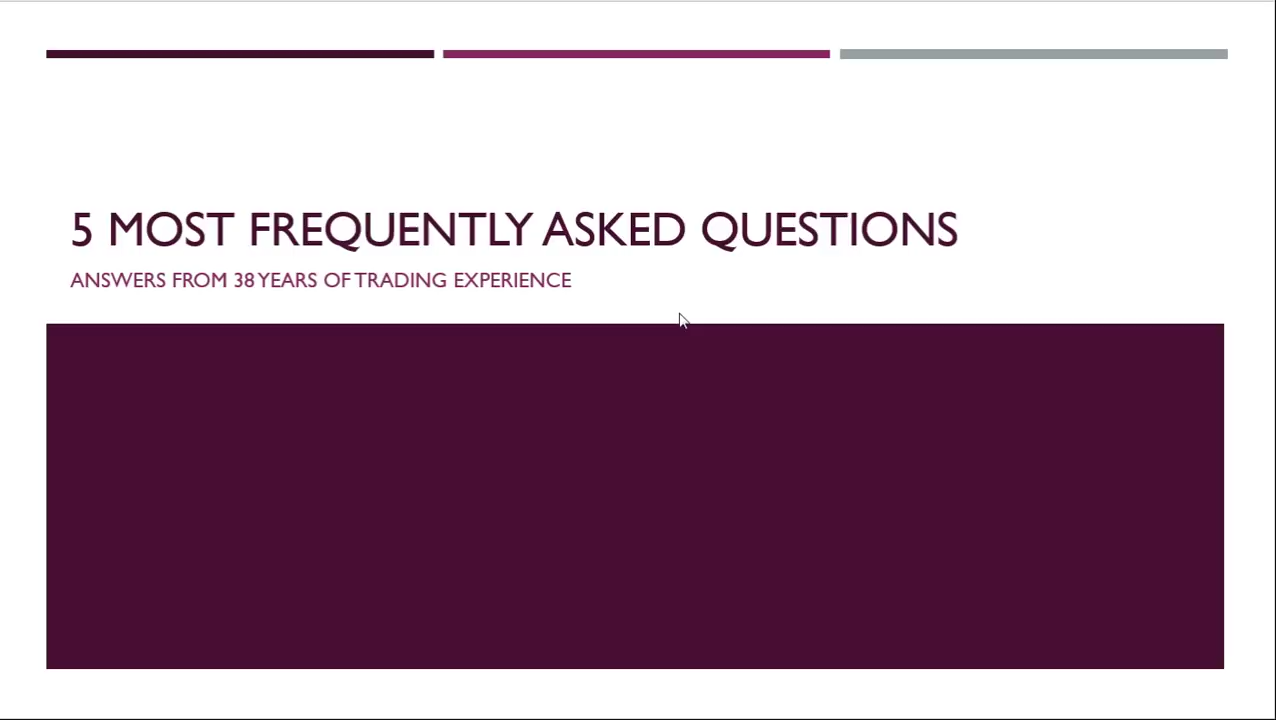 5 MOST FREQUENTLY ASKED QUESTIONS
ANSWERS FROM 38 YEARS OF TRADING EXPERIENCE